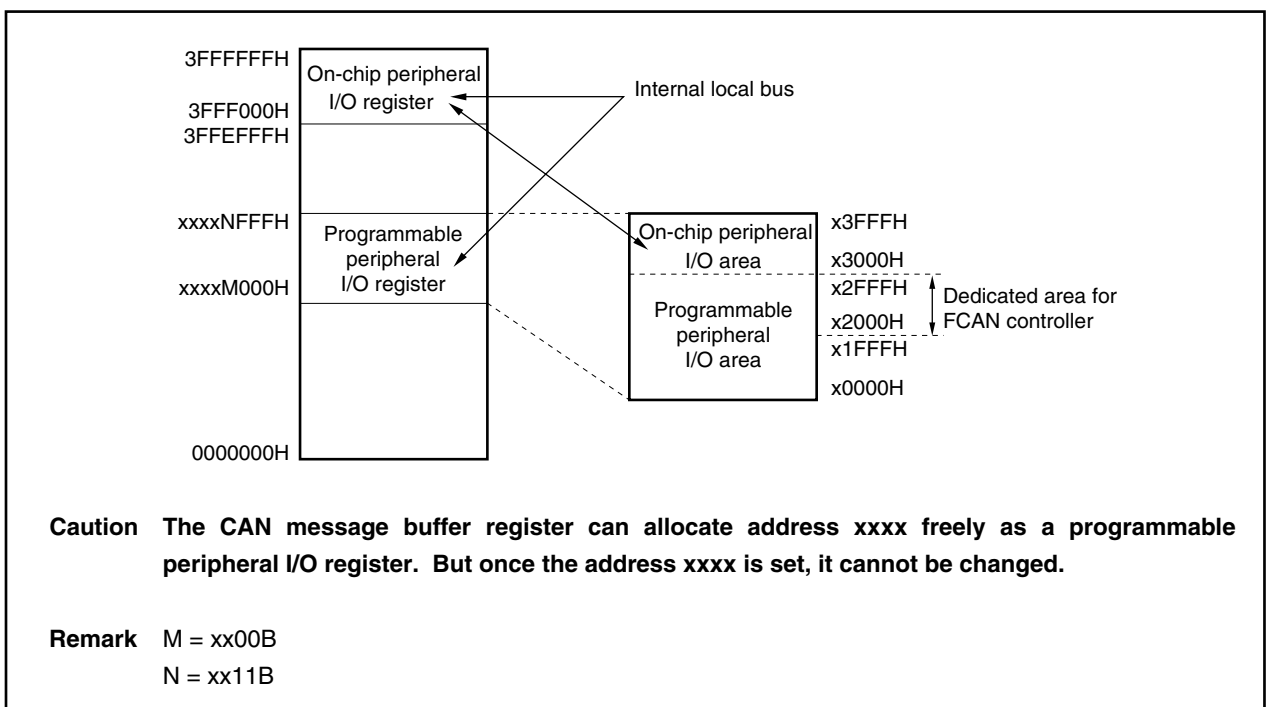 3FFFFFFH
On-chip peripheral
I/O register
3FFF000H
3FFEFFFH
Internal local bus
xxxxNFFFH
Programmable
peripheral
I/O register
xxxxM000H
On-chip peripheral
I/O area
x3FFFH
x3000H
x2FFFH
Programmable
peripheral
I/O area
x2000H
x1FFFH
x0000H
Dedicated area for
FCAN controller
0000000H
Caution The CAN message buffer register can allocate address xxxx freely as a programmable
peripheral I/O register. But once the address xxxx is set, it cannot be changed.
Remark M = xx00B
N = xx11B